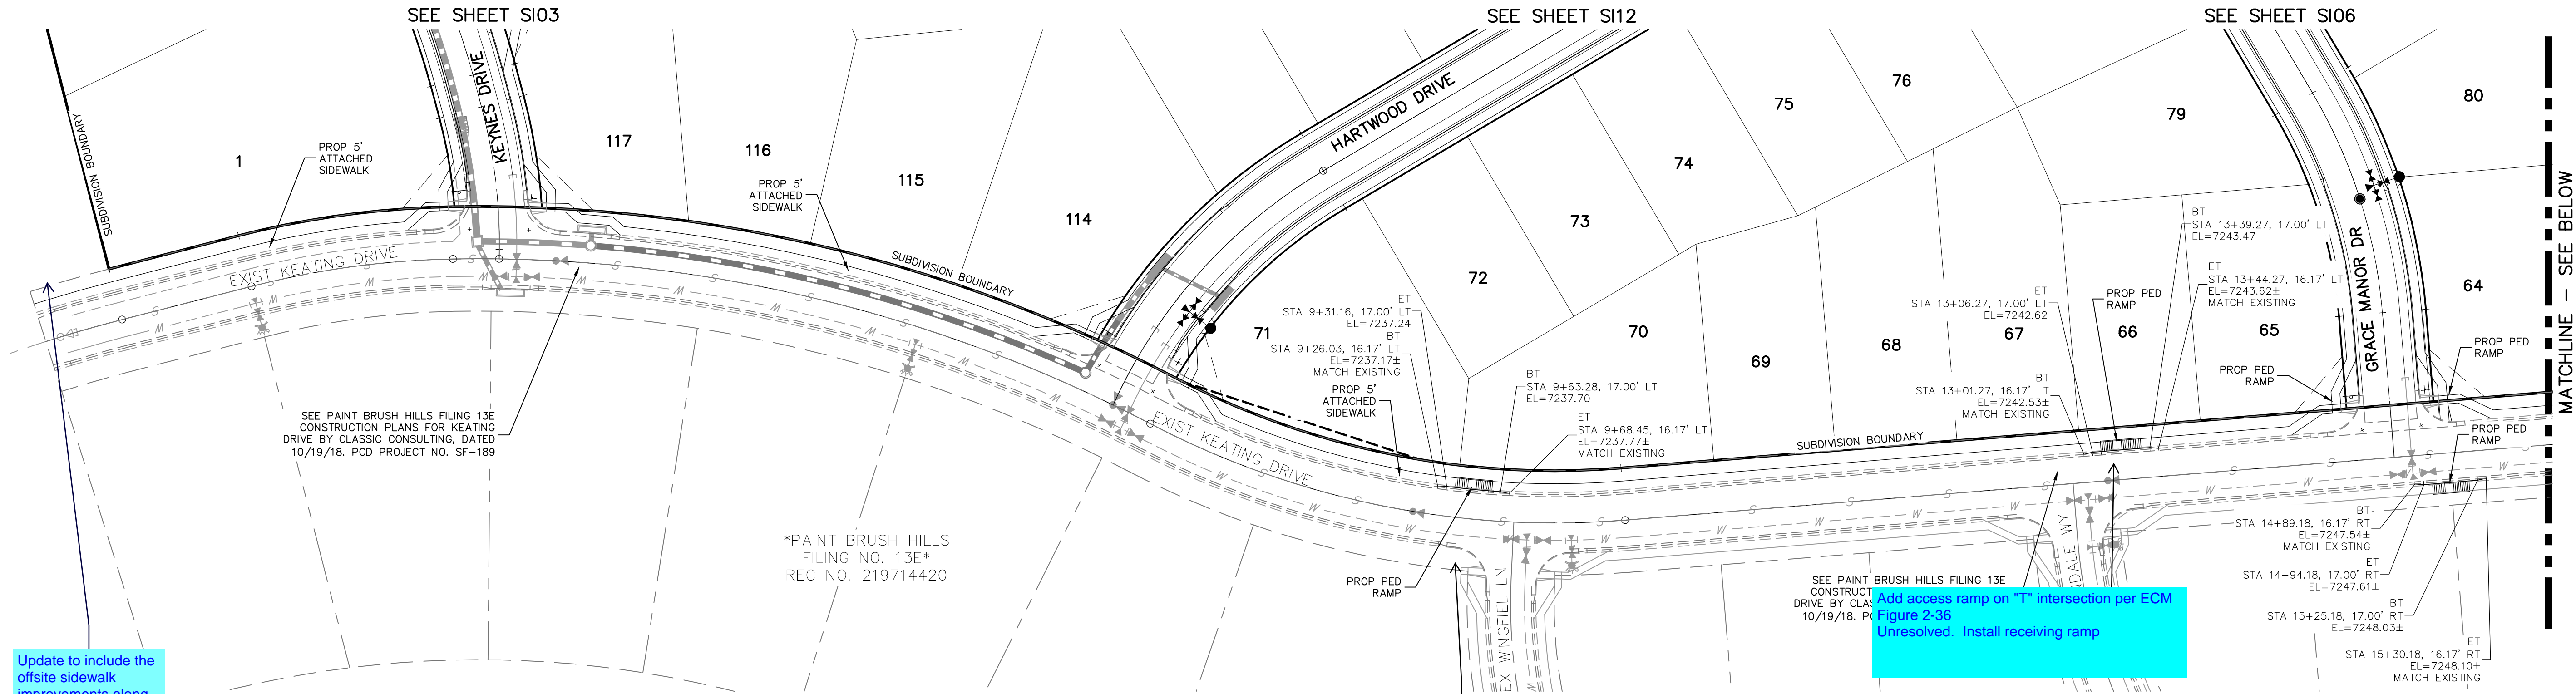 SEE SHEET SI03
SEE SHEET SI12
SEE SHEET SI06
SUBDIVISION BOUNDARY
1
PROP 5'
ATTACHED
SIDEWALK
KEYNES DRIVE
117
116
115
PROP 5'
ATTACHED
SIDEWALK
114
HARTWOOD DRIVE
76
75
74
73
72
71
70
69
68
67
66
65
79
80
64
GRACE MANOR DR
MATCHLINE - SEE BELOW
EXIST KEATING DRIVE
SUBDIVISION BOUNDARY
SEE PAINT BRUSH HILLS FILING 13E
CONSTRUCTION PLANS FOR KEATING
DRIVE BY CLASSIC CONSULTING, DATED
10/19/18. PCD PROJECT NO. SF-189
ET
STA 9+31.16, 17.00' LT
EL=7237.24
BT
STA 9+26.03, 16.17' LT
EL=7237.17±
MATCH EXISTING
PROP 5'
ATTACHED
SIDEWALK
BT
STA 9+63.28, 17.00' LT
EL=7237.70
ET
STA 9+68.45, 16.17' LT
EL=7237.77±
MATCH EXISTING
EXIST KEATING DRIVE
SUBDIVISION BOUNDARY
BT
STA 13+39.27, 17.00' LT
EL=7243.47
ET
STA 13+44.27, 16.17' LT
EL=7243.62±
MATCH EXISTING
ET
STA 13+06.27, 17.00' LT
EL=7242.62
PROP PED
RAMP
BT
STA 13+01.27, 16.17' LT
EL=7242.53±
MATCH EXISTING
PROP PED
RAMP
PROP PED
RAMP
PROP PED
RAMP
BT
STA 14+89.18, 16.17' RT
EL=7247.54±
MATCH EXISTING
ET
STA 14+94.18, 17.00' RT
EL=7247.61±
BT
STA 15+25.18, 17.00' RT
EL=7248.03±
ET
STA 15+30.18, 16.17' RT
EL=7248.10±
MATCH EXISTING
*PAINT BRUSH HILLS
FILING NO. 13E*
REC NO. 219714420
PROP PED
RAMP
EX WINGFIEL LN
WY
SEE PAINT BRUSH HILLS FILING 13E
DRIVE BY
10/19/18.
Add access ramp on "T" intersection per ECM
Figure 2-36
Unresolved. Install receiving ramp
Update to include the
offsite sidewalk
improvements along